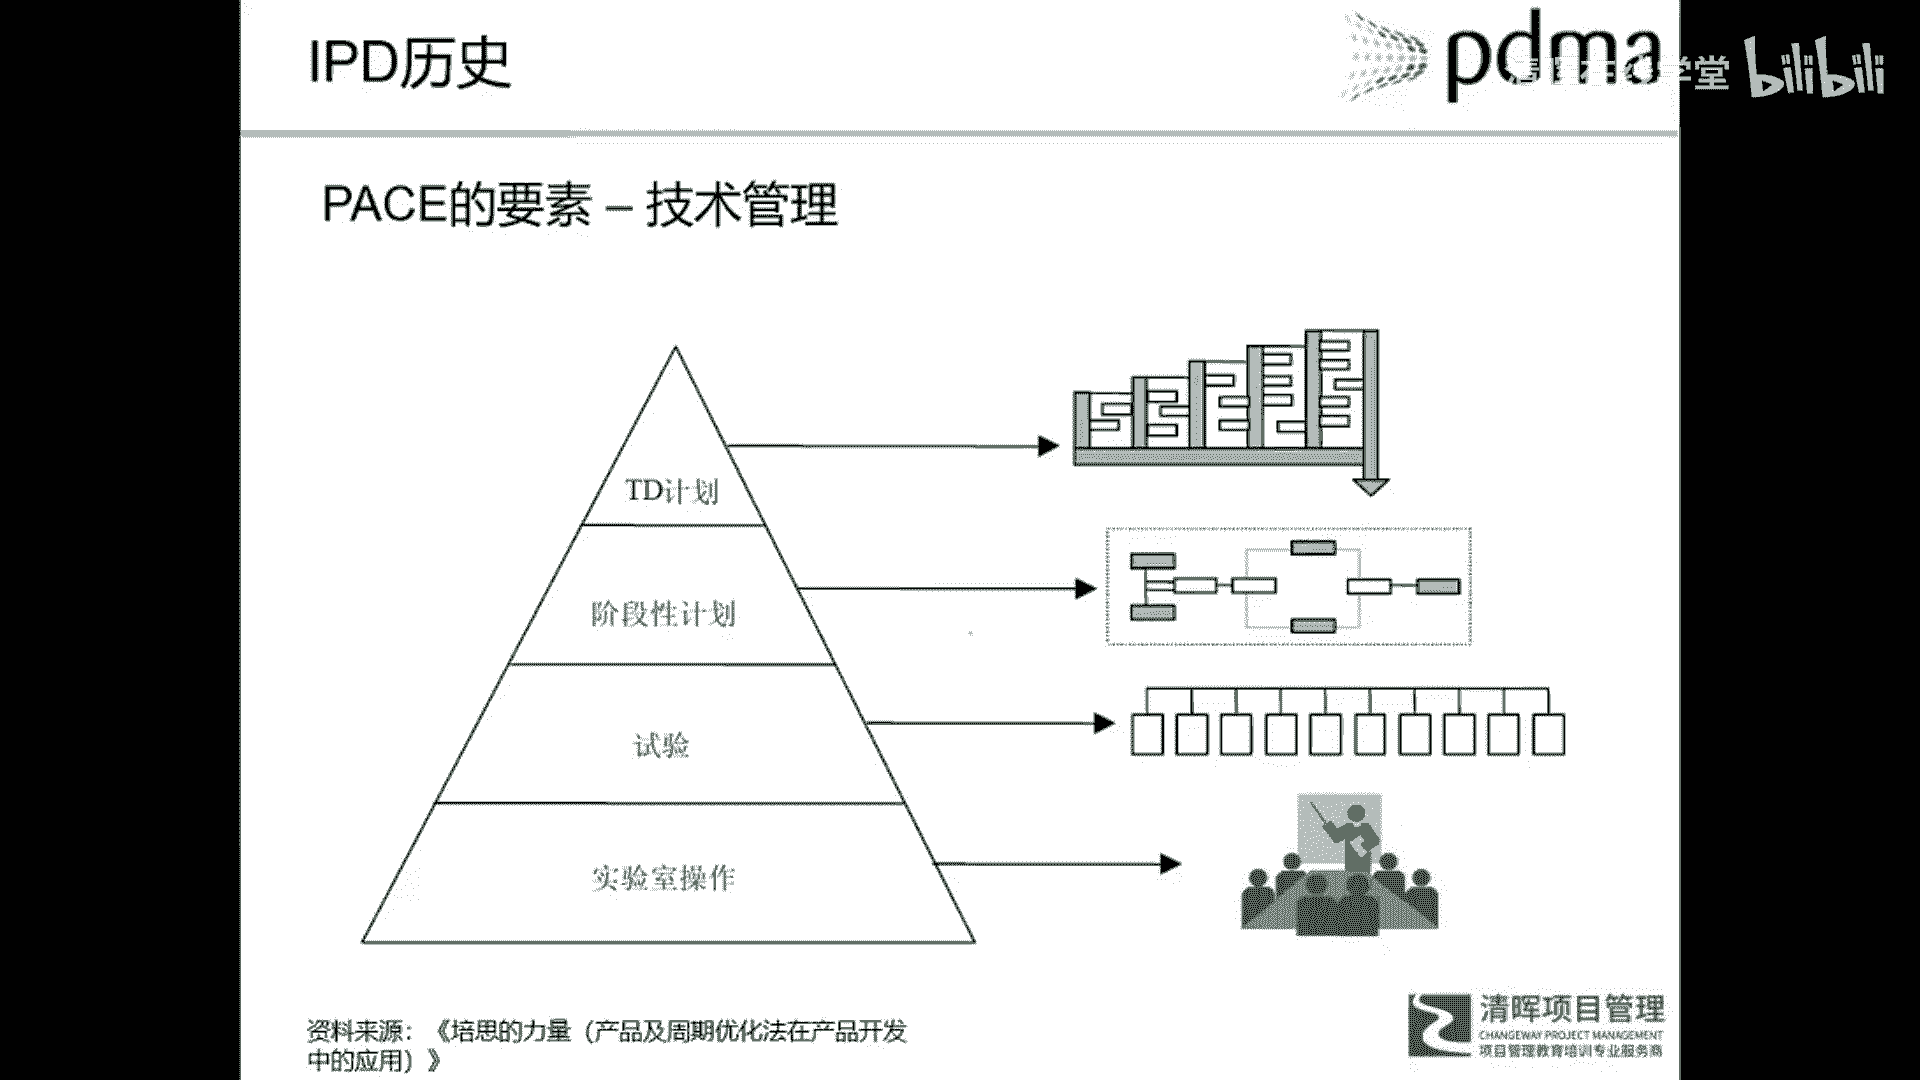 IPD历史
pdma
清晖在线学堂 bilibili
PACE的要素 – 技术管理
TD计划
阶段性计划
试验
实验室操作
资料来源：《培思的力量（产品及周期优化法在产品开发
中的应用）》
清晖项目管理
CHANGEWAY PROJECT MANAGEMENT
项目管理教育培训专业服务商